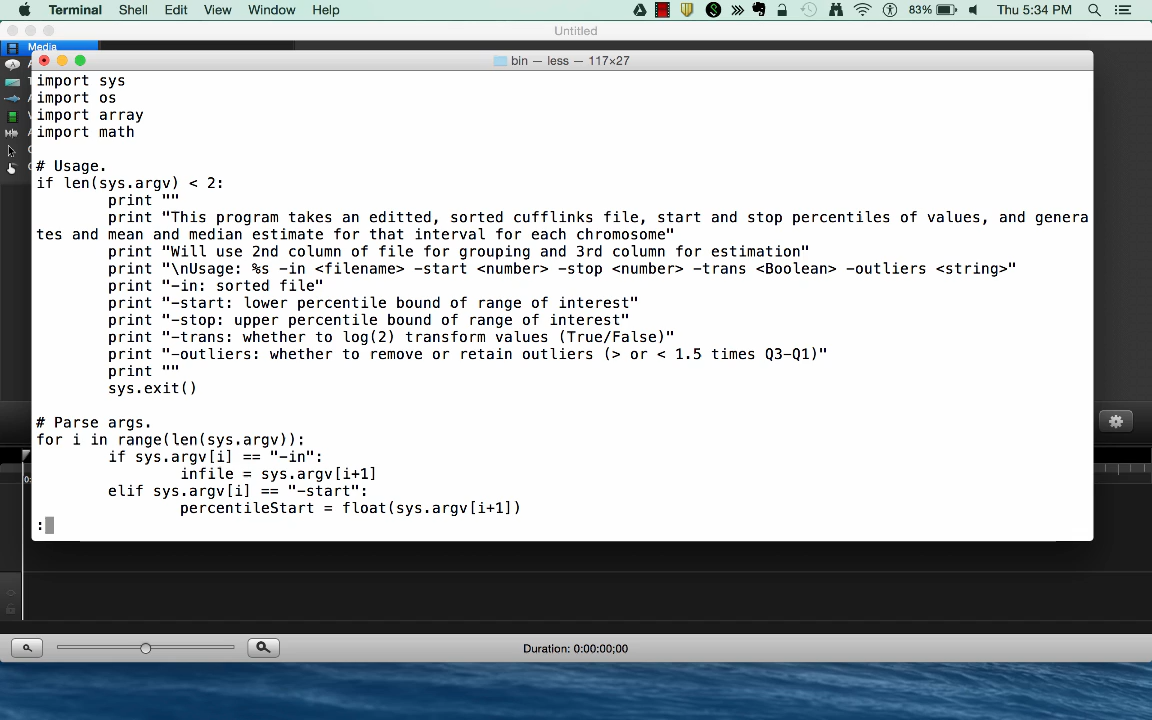 Terminal Shell Edit View Window Help 83% Thu 5:34 PM
Untitled
Media
bin — less — 117×27
import sys
import os
import array
import math
# Usage.
if len(sys.argv) < 2:
print ""
print "This program takes an editted, sorted cufflinks file, start and stop percentiles of values, and genera
tes and mean and median estimate for that interval for each chromosome"
print "Will use 2nd column of file for grouping and 3rd column for estimation"
print "\nUsage: %s -in <filename> -start <number> -stop <number> -trans <Boolean> -outliers <string>"
print "-in: sorted file"
print "-start: lower percentile bound of range of interest"
print "-stop: upper percentile bound of range of interest"
print "-trans: whether to log(2) transform values (True/False)"
print "-outliers: whether to remove or retain outliers (> or < 1.5 times Q3-Q1)"
print ""
sys.exit()
# Parse args.
for i in range(len(sys.argv)):
if sys.argv[i] == "-in":
infile = sys.argv[i+1]
elif sys.argv[i] == "-start":
percentileStart = float(sys.argv[i+1])
:
Duration: 0:00:00;00